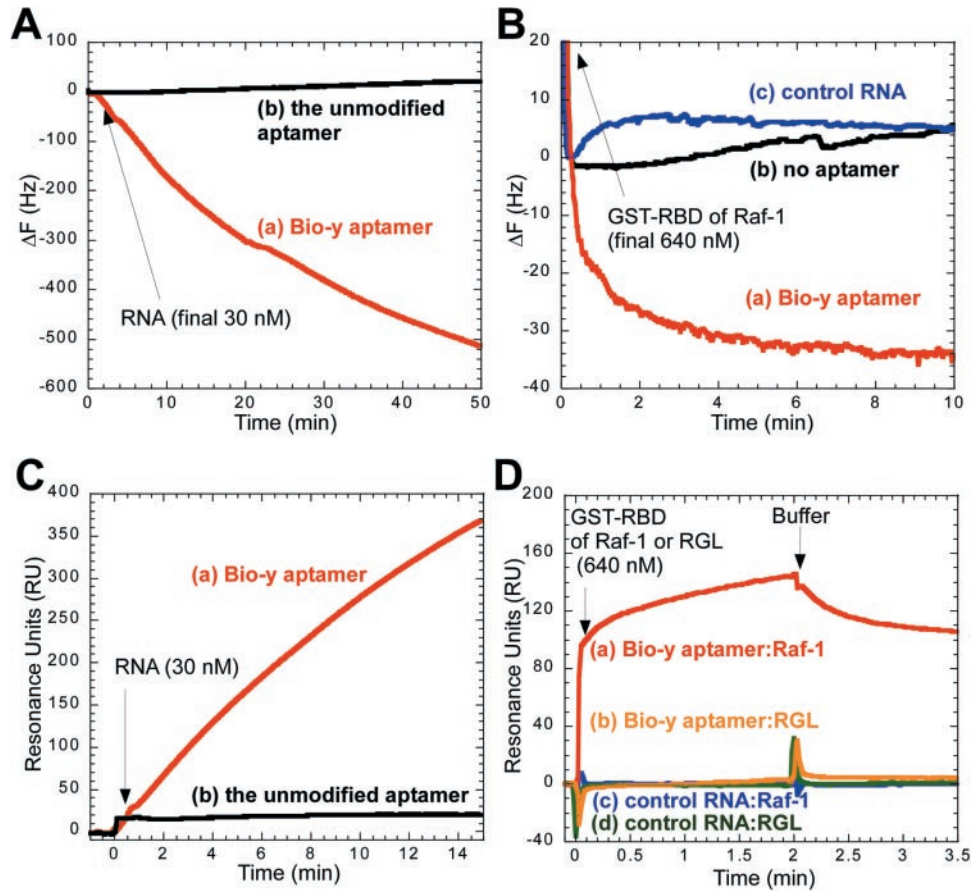 A
100
0
-100
-200
-300
-400
-500
-600
ΔF (Hz)
(b) the unmodified
aptamer
(a) Bio-y aptamer
RNA (final 30 nM)
0 10 20 30 40 50
Time (min)
B
20
10
0
-10
-20
-30
-40
ΔF (Hz)
(c) control RNA
(b) no aptamer
GST-RBD of Raf-1
(final 640 nM)
(a) Bio-y aptamer
0 2 4 6 8 10
Time (min)
C
400
350
300
250
200
150
100
50
0
Resonance Units (RU)
(a) Bio-y aptamer
RNA (30 nM)
(b) the unmodified aptamer
0 2 4 6 8 10 12 14
Time (min)
D
200
160
120
80
40
0
-40
Resonance Units (RU)
GST-RBD
of Raf-1 or RGL
(640 nM)
Buffer
(a) Bio-y aptamer:Raf-1
(b) Bio-y aptamer:RGL
(c) control RNA:Raf-1
(d) control RNA:RGL
0 0.5 1 1.5 2 2.5 3 3.5
Time (min)